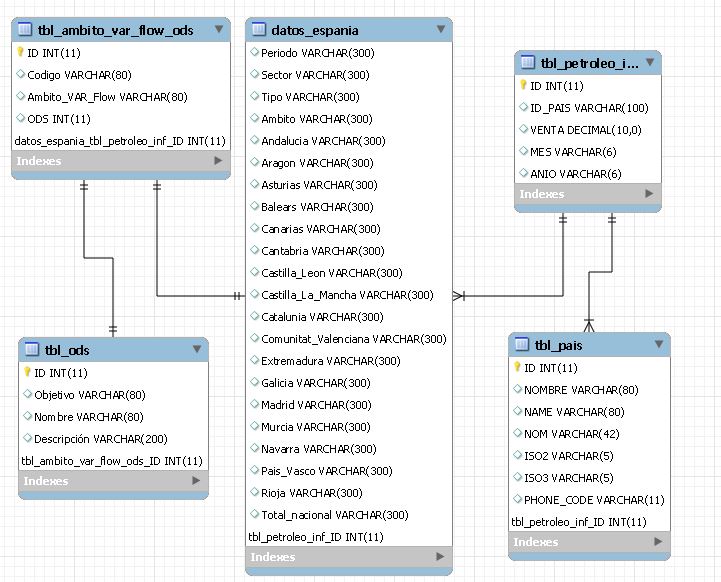 tbl_ambito_var_flow_ods
ID INT(11)
Codigo VARCHAR(80)
Ambito_VAR_Flow VARCHAR(80)
ODS INT(11)
datos_espania_tbl_petroleo_inf_ID INT(11)
Indexes
tbl_ods
ID INT(11)
Objetivo VARCHAR(80)
Nombre VARCHAR(80)
Descripción VARCHAR(200)
tbl_ambito_var_flow_ods_ID INT(11)
Indexes
datos_espania
Periodo VARCHAR(300)
Sector VARCHAR(300)
Tipo VARCHAR(300)
Ambito VARCHAR(300)
Andalucia VARCHAR(300)
Aragon VARCHAR(300)
Asturias VARCHAR(300)
Balears VARCHAR(300)
Canarias VARCHAR(300)
Cantabria VARCHAR(300)
Castilla_Leon VARCHAR(300)
Castilla_La_Mancha VARCHAR(300)
Catalunia VARCHAR(300)
Comunitat_Valenciana VARCHAR(300)
Extremadura VARCHAR(300)
Galicia VARCHAR(300)
Madrid VARCHAR(300)
Murcia VARCHAR(300)
Navarra VARCHAR(300)
Pais_Vasco VARCHAR(300)
Rioja VARCHAR(300)
Total_nacional VARCHAR(300)
tbl_petroleo_inf_ID INT(11)
Indexes
tbl_petroleo_i...
ID INT(11)
ID_PAIS VARCHAR(100)
VENTA DECIMAL(10,0)
MES VARCHAR(6)
ANIO VARCHAR(6)
Indexes
tbl_pais
ID INT(11)
NOMBRE VARCHAR(80)
NAME VARCHAR(80)
NOM VARCHAR(42)
ISO2 VARCHAR(5)
ISO3 VARCHAR(5)
PHONE_CODE VARCHAR(11)
tbl_petroleo_inf_ID INT(11)
Indexes